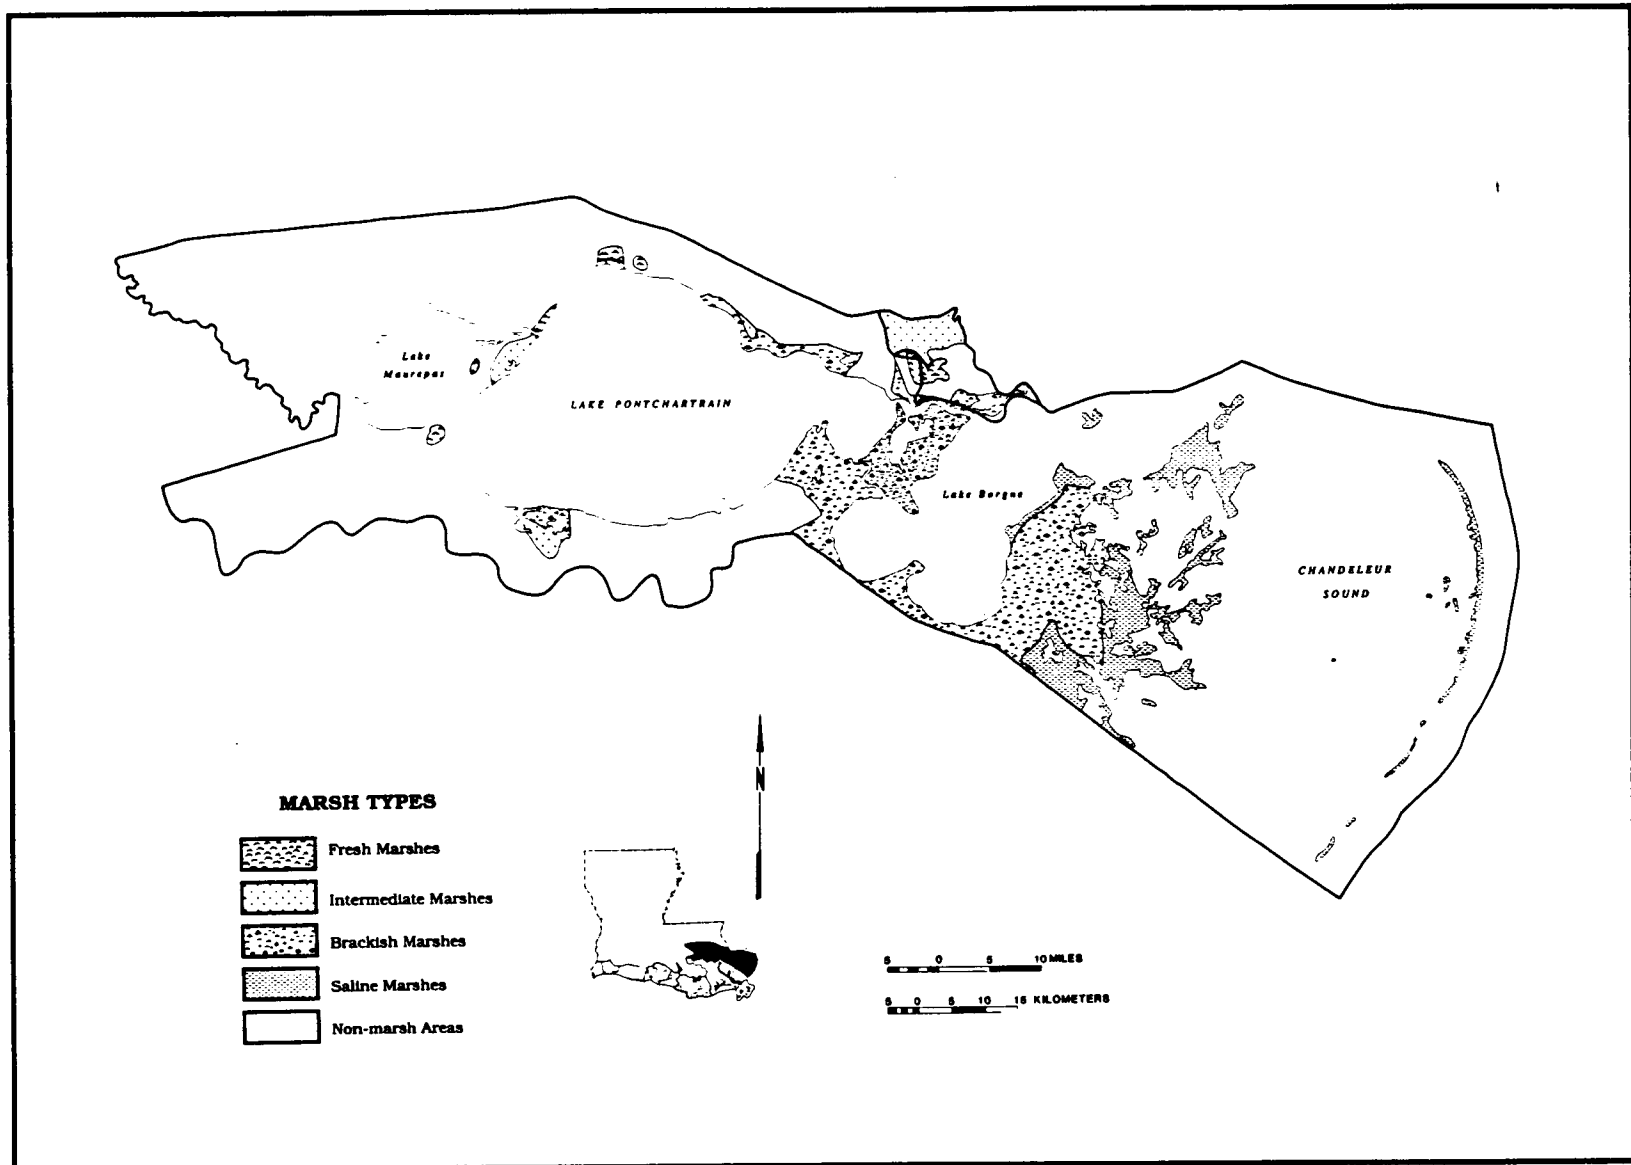 Lake
Maurepas
LAKE PONTCHARTRAIN
Lake Borgne
CHANDELEUR
SOUND
N
MARSH TYPES
Fresh Marshes
Intermediate Marshes
Brackish Marshes
Saline Marshes
Non-marsh Areas
5 0 5 10 MILES
5 0 5 10 15 KILOMETERS